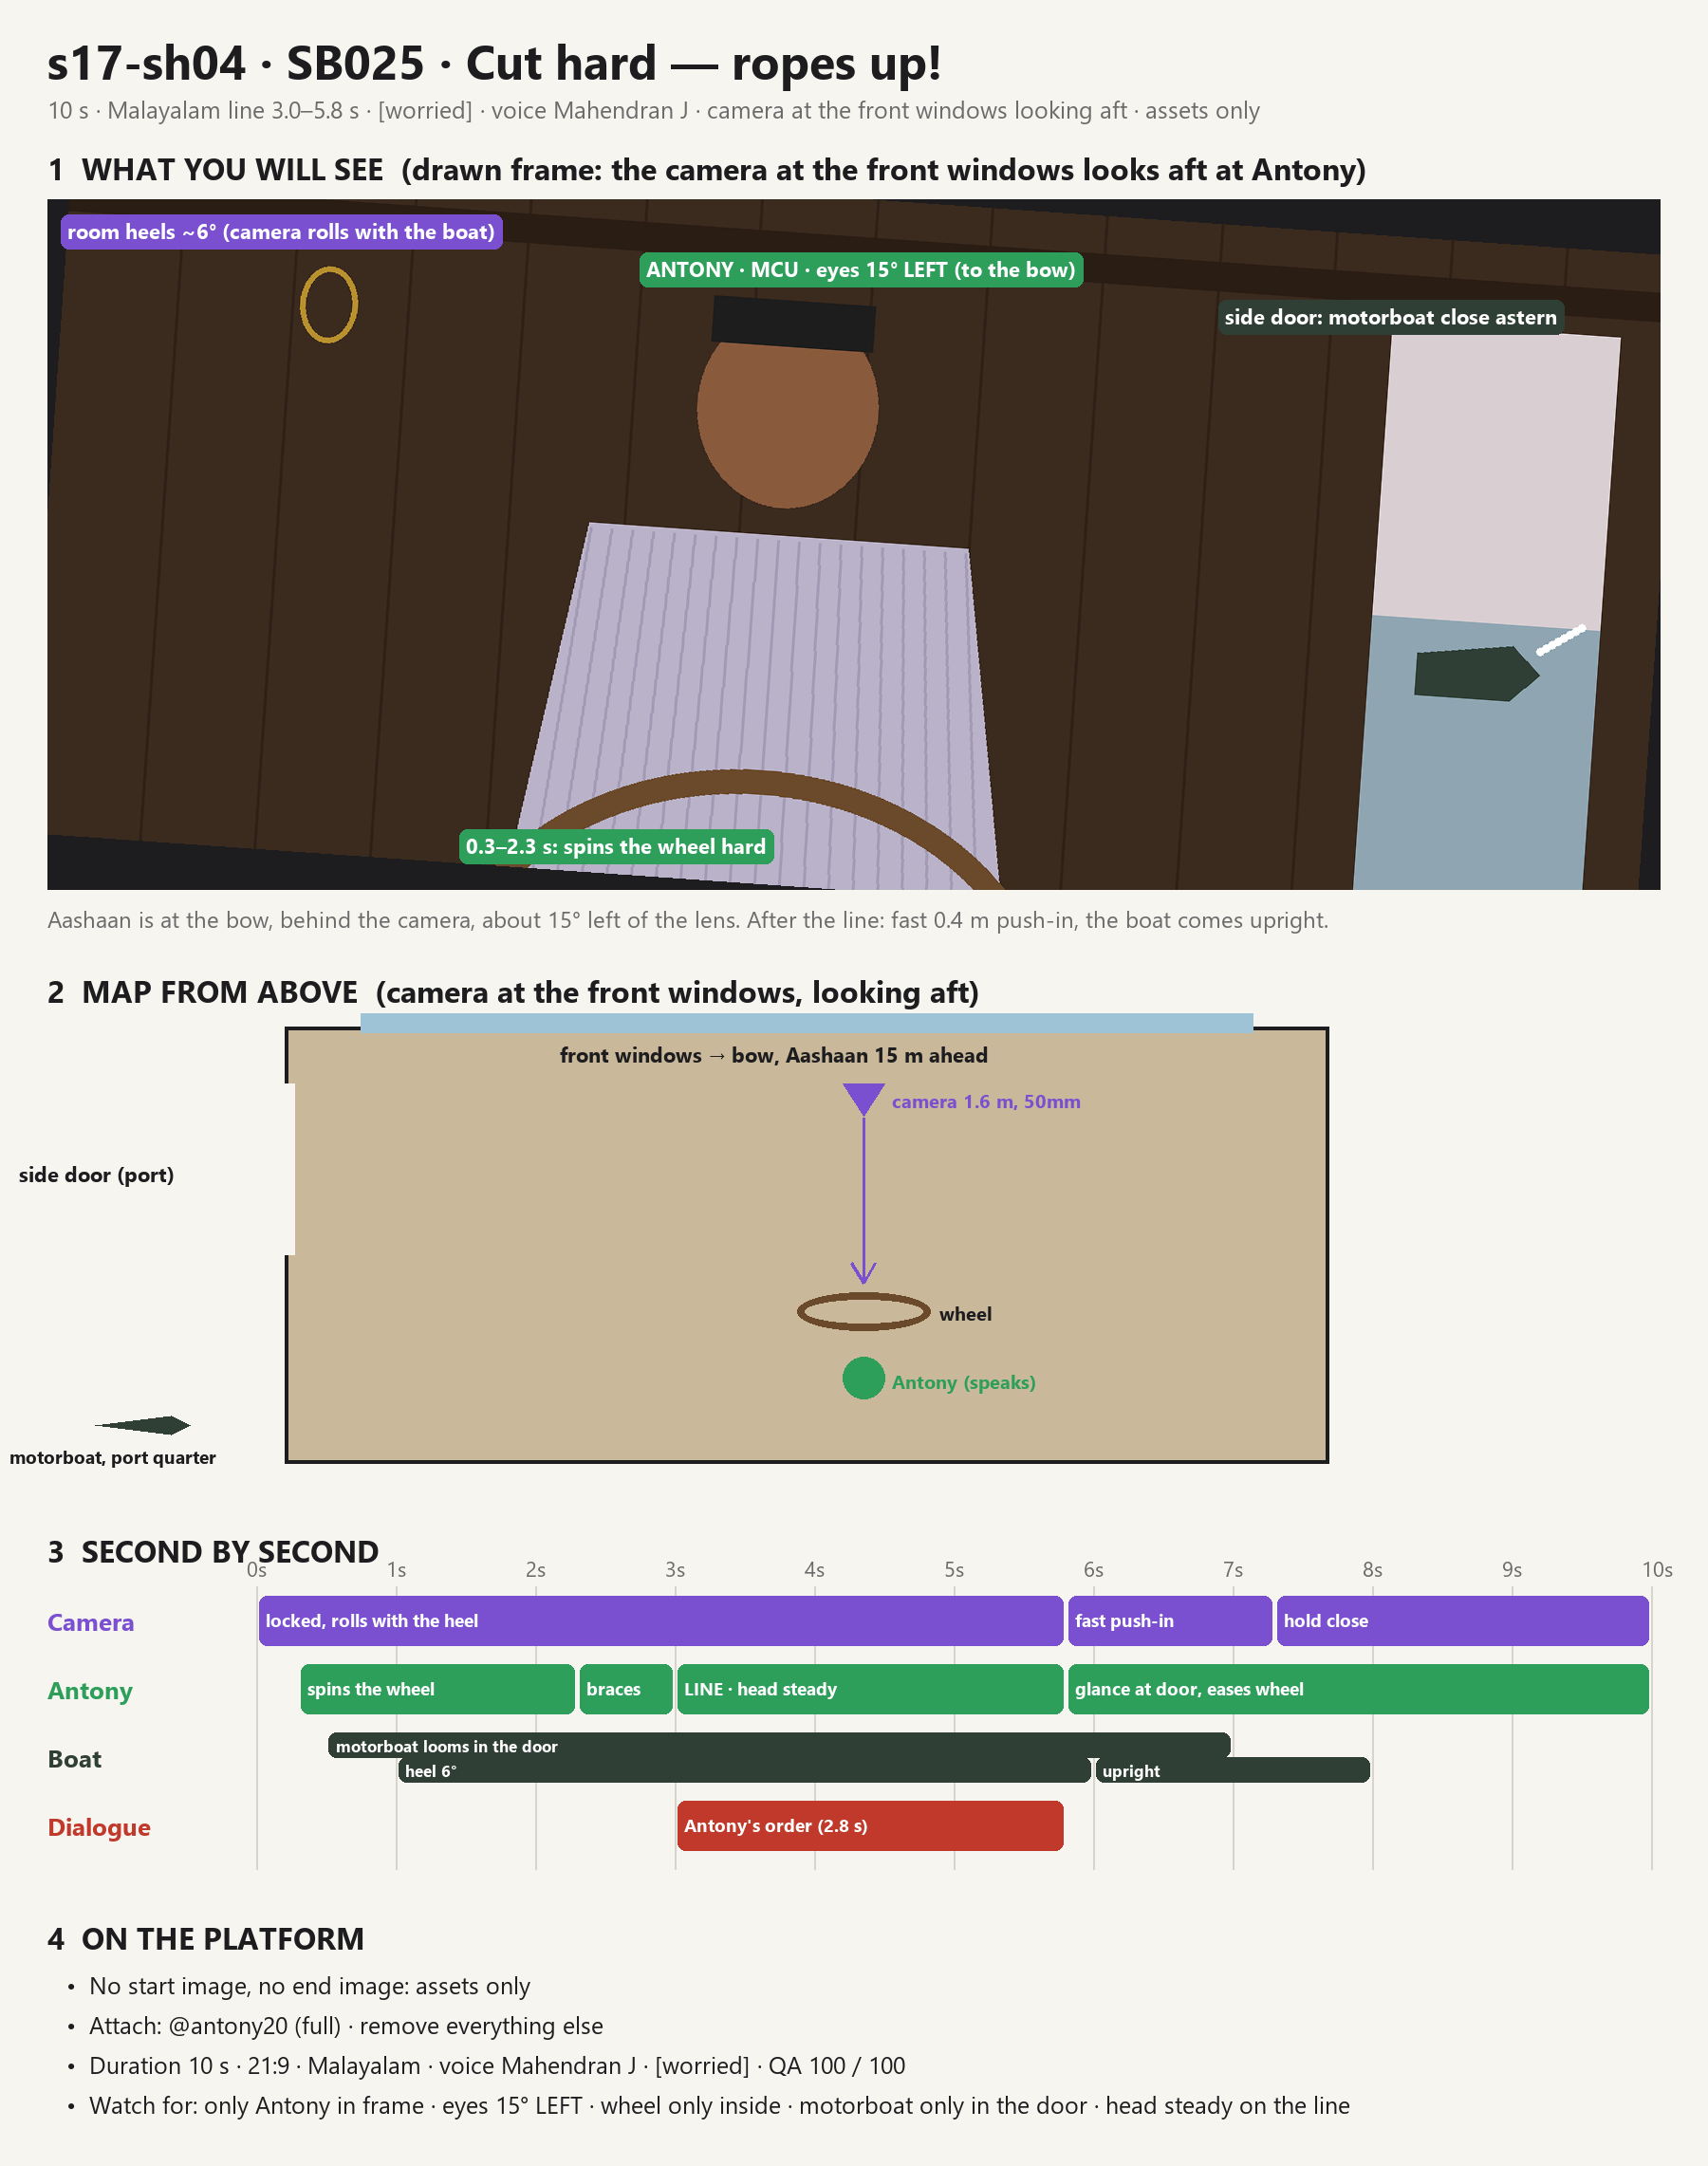 s17-sh04 · SB025 · Cut hard — ropes up!
10 s · Malayalam line 3.0–5.8 s · [worried] · voice Mahendran J · camera at the front windows looking aft · assets only
1 WHAT YOU WILL SEE (drawn frame: the camera at the front windows looks aft at Antony)
room heels ~6° (camera rolls with the boat)
ANTONY · MCU · eyes 15° LEFT (to the bow)
side door: motorboat close astern
0.3–2.3 s: spins the wheel hard
Aashaan is at the bow, behind the camera, about 15° left of the lens. After the line: fast 0.4 m push-in, the boat comes upright.
2 MAP FROM ABOVE (camera at the front windows, looking aft)
front windows → bow, Aashaan 15 m ahead
camera 1.6 m, 50mm
side door (port)
wheel
Antony (speaks)
motorboat, port quarter
3 SECOND BY SECOND
0s 1s 2s 3s 4s 5s 6s 7s 8s 9s 10s
Camera locked, rolls with the heel fast push-in hold close
Antony spins the wheel braces LINE · head steady glance at door, eases wheel
Boat motorboat looms in the door
heel 6° upright
Dialogue Antony's order (2.8 s)
4 ON THE PLATFORM
• No start image, no end image: assets only
• Attach: @antony20 (full) · remove everything else
• Duration 10 s · 21:9 · Malayalam · voice Mahendran J · [worried] · QA 100 / 100
• Watch for: only Antony in frame · eyes 15° LEFT · wheel only inside · motorboat only in the door · head steady on the line